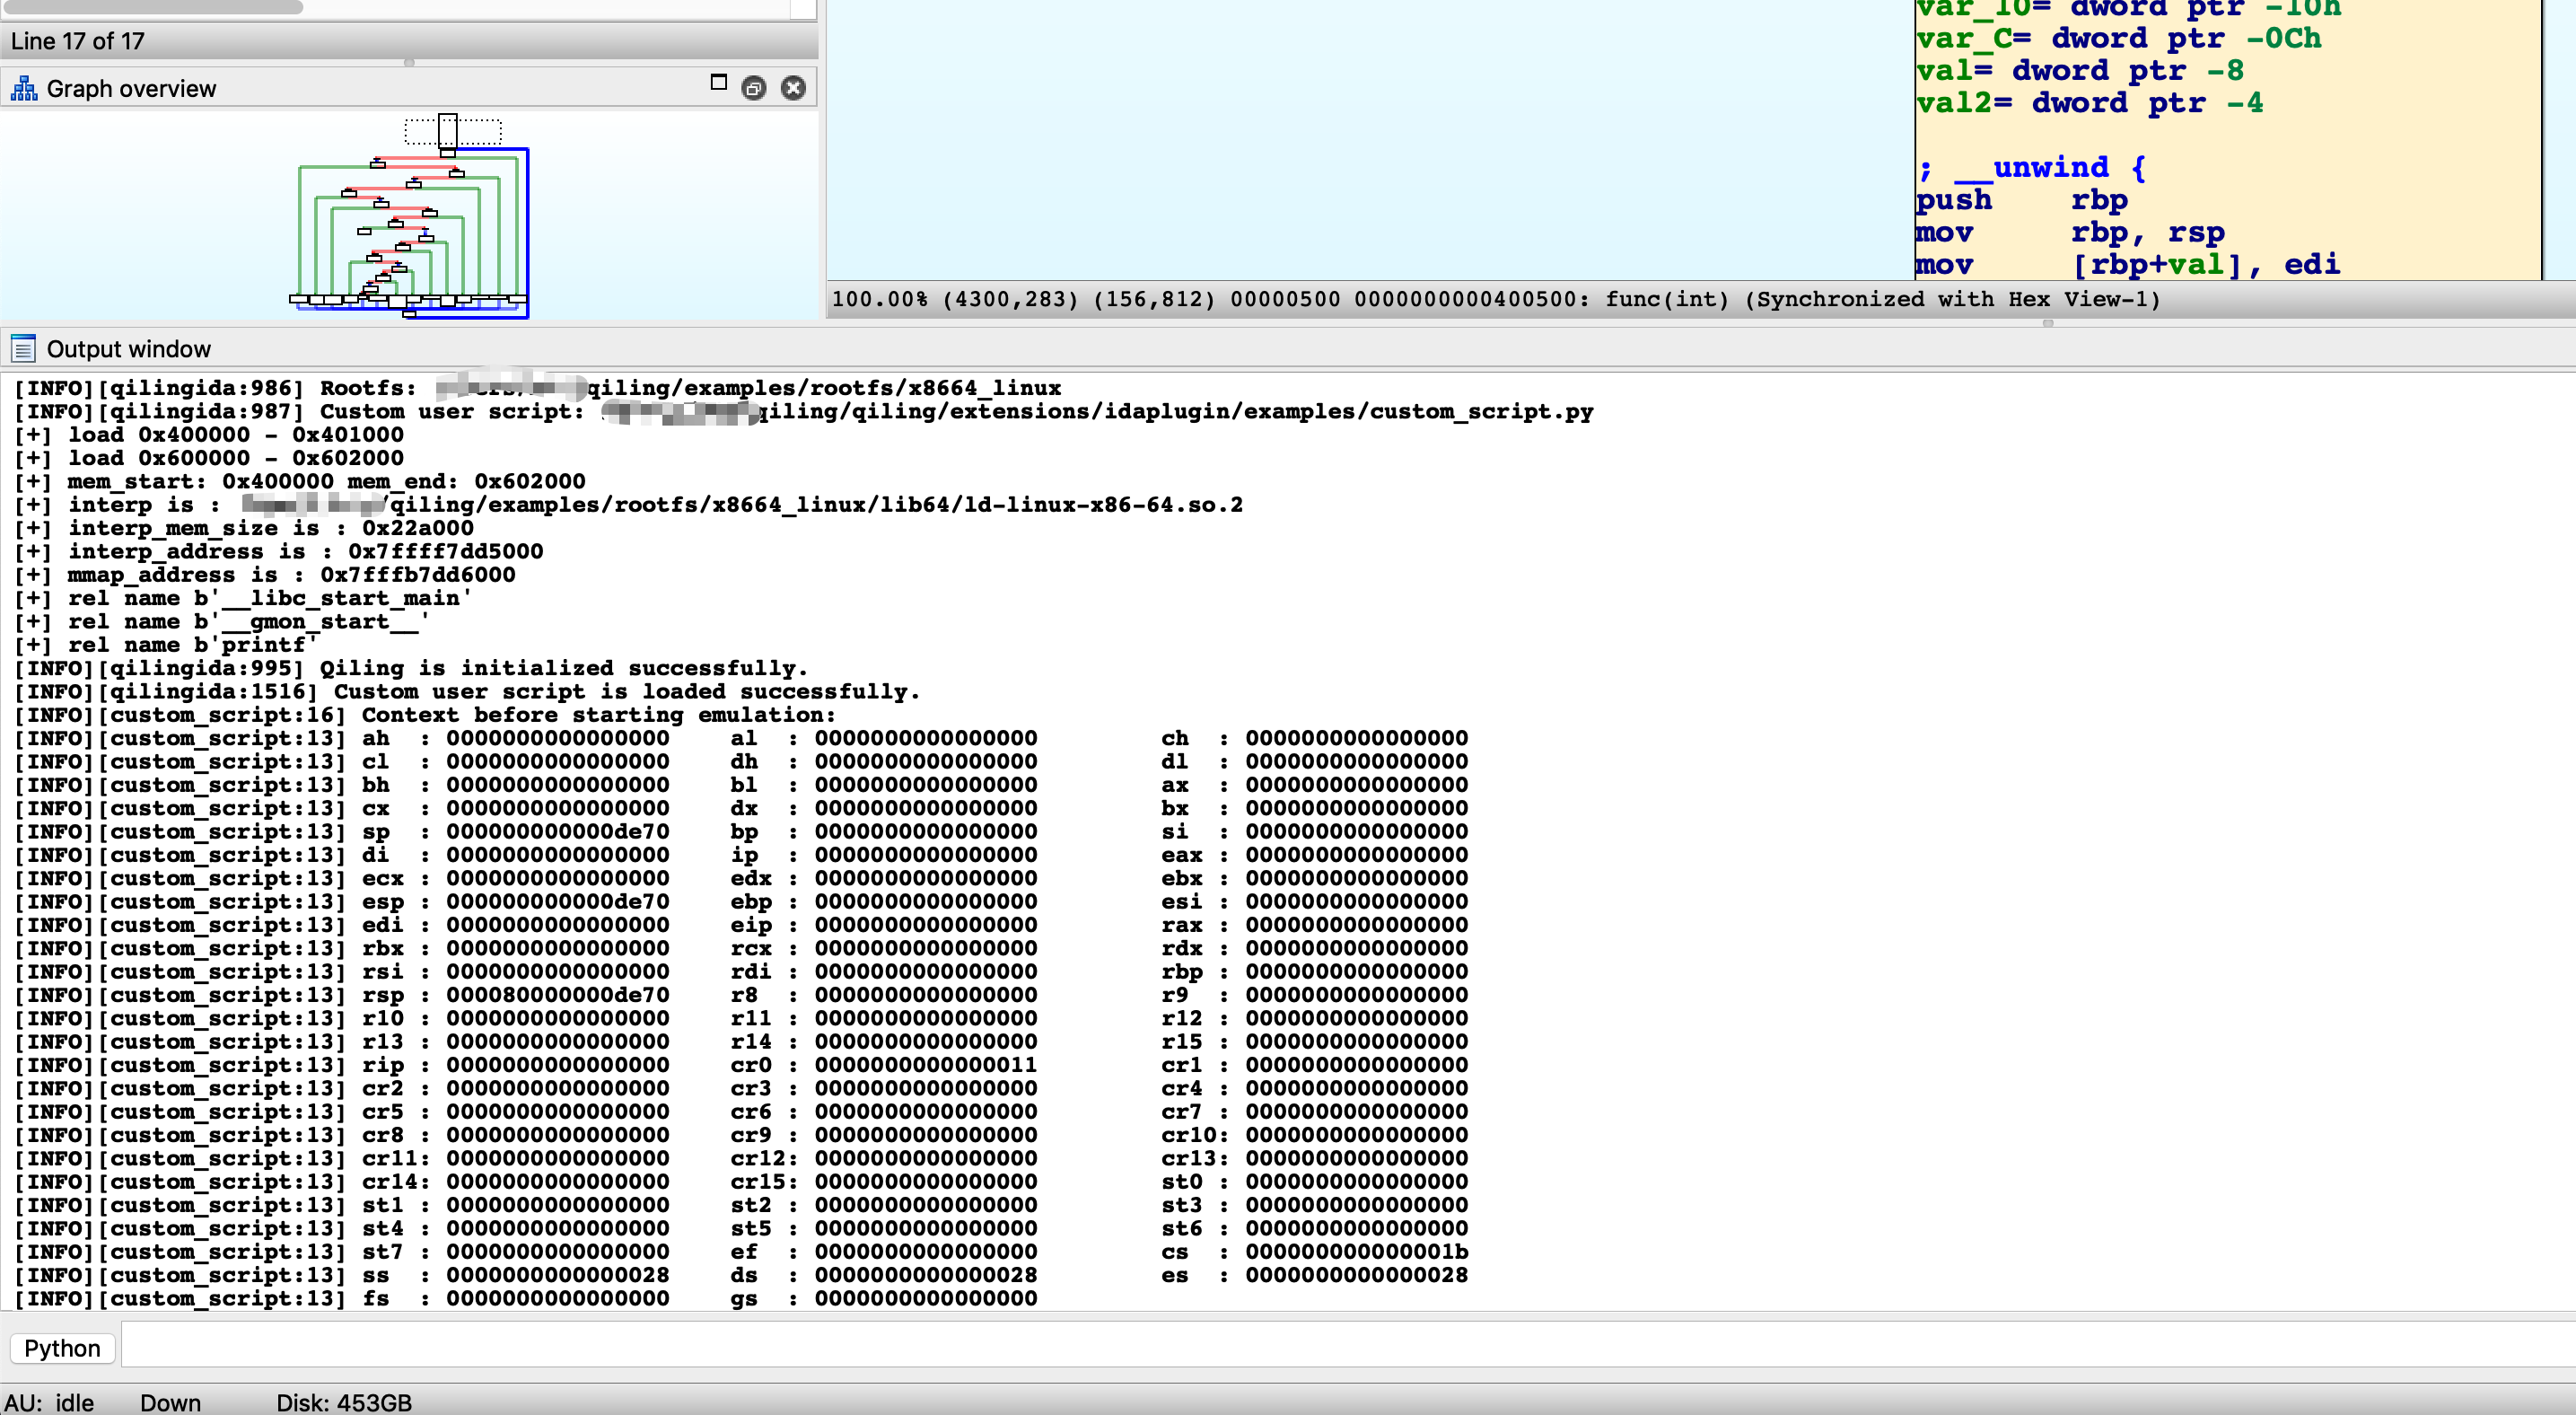 Line 17 of 17
Graph overview
var_10= dword ptr -10h
var_C= dword ptr -0Ch
val= dword ptr -8
val2= dword ptr -4
; __unwind {
push rbp
mov rbp, rsp
mov [rbp+val], edi
100.00% (4300,283) (156,812) 00000500 0000000000400500: func(int) (Synchronized with Hex View-1)
Output window
[INFO][qilingida:986] Rootfs: qiling/examples/rootfs/x8664_linux
[INFO][qilingida:987] Custom user script: qiling/qiling/extensions/idaplugin/examples/custom_script.py
[+] load 0x400000 - 0x401000
[+] load 0x600000 - 0x602000
[+] mem_start: 0x400000 mem_end: 0x602000
[+] interp is : /qiling/examples/rootfs/x8664_linux/lib64/ld-linux-x86-64.so.2
[+] interp_mem_size is : 0x22a000
[+] interp_address is : 0x7ffff7dd5000
[+] mmap_address is : 0x7fffb7dd6000
[+] rel name b'__libc_start_main'
[+] rel name b'__gmon_start__'
[+] rel name b'printf'
[INFO][qilingida:995] Qiling is initialized successfully.
[INFO][qilingida:1516] Custom user script is loaded successfully.
[INFO][custom_script:16] Context before starting emulation:
[INFO][custom_script:13] ah : 0000000000000000 al : 0000000000000000 ch : 0000000000000000
[INFO][custom_script:13] cl : 0000000000000000 dh : 0000000000000000 dl : 0000000000000000
[INFO][custom_script:13] bh : 0000000000000000 bl : 0000000000000000 ax : 0000000000000000
[INFO][custom_script:13] cx : 0000000000000000 dx : 0000000000000000 bx : 0000000000000000
[INFO][custom_script:13] sp : 000000000000de70 bp : 0000000000000000 si : 0000000000000000
[INFO][custom_script:13] di : 0000000000000000 ip : 0000000000000000 eax : 0000000000000000
[INFO][custom_script:13] ecx : 0000000000000000 edx : 0000000000000000 ebx : 0000000000000000
[INFO][custom_script:13] esp : 000000000000de70 ebp : 0000000000000000 esi : 0000000000000000
[INFO][custom_script:13] edi : 0000000000000000 eip : 0000000000000000 rax : 0000000000000000
[INFO][custom_script:13] rbx : 0000000000000000 rcx : 0000000000000000 rdx : 0000000000000000
[INFO][custom_script:13] rsi : 0000000000000000 rdi : 0000000000000000 rbp : 0000000000000000
[INFO][custom_script:13] rsp : 000080000000de70 r8 : 0000000000000000 r9 : 0000000000000000
[INFO][custom_script:13] r10 : 0000000000000000 r11 : 0000000000000000 r12 : 0000000000000000
[INFO][custom_script:13] r13 : 0000000000000000 r14 : 0000000000000000 r15 : 0000000000000000
[INFO][custom_script:13] rip : 0000000000000000 cr0 : 0000000000000011 cr1 : 0000000000000000
[INFO][custom_script:13] cr2 : 0000000000000000 cr3 : 0000000000000000 cr4 : 0000000000000000
[INFO][custom_script:13] cr5 : 0000000000000000 cr6 : 0000000000000000 cr7 : 0000000000000000
[INFO][custom_script:13] cr8 : 0000000000000000 cr9 : 0000000000000000 cr10: 0000000000000000
[INFO][custom_script:13] cr11: 0000000000000000 cr12: 0000000000000000 cr13: 0000000000000000
[INFO][custom_script:13] cr14: 0000000000000000 cr15: 0000000000000000 st0 : 0000000000000000
[INFO][custom_script:13] st1 : 0000000000000000 st2 : 0000000000000000 st3 : 0000000000000000
[INFO][custom_script:13] st4 : 0000000000000000 st5 : 0000000000000000 st6 : 0000000000000000
[INFO][custom_script:13] st7 : 0000000000000000 ef : 0000000000000000 cs : 000000000000001b
[INFO][custom_script:13] ss : 0000000000000028 ds : 0000000000000028 es : 0000000000000028
[INFO][custom_script:13] fs : 0000000000000000 gs : 0000000000000000
Python
AU: idle Down Disk: 453GB